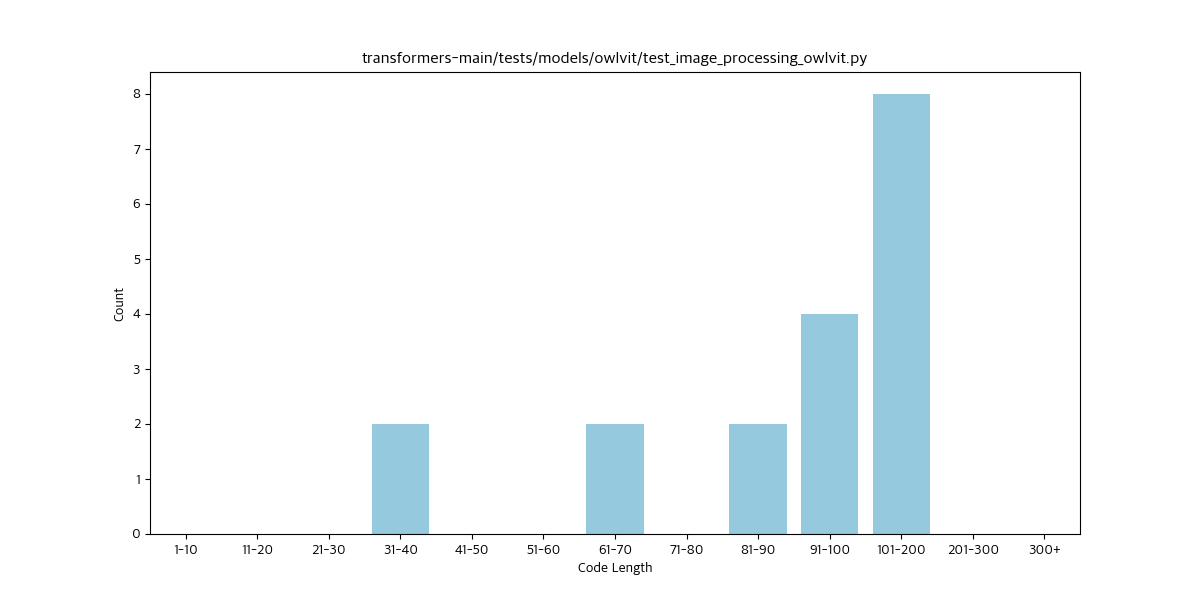 transformers-main/tests/models/owlvit/test_image_processing_owlvit.py
8
7
6
5
4
3
2
1
0
Count
1-10 11-20 21-30 31-40 41-50 51-60 61-70 71-80 81-90 91-100 101-200 201-300 300+
Code Length